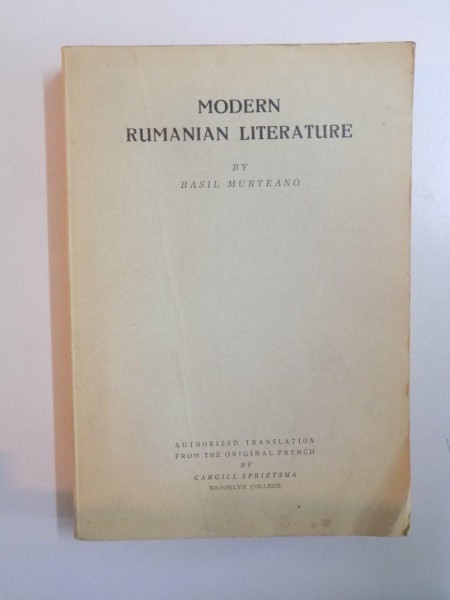 MODERN
RUMANIAN LITERATURE
BY
BASIL MUNTEANO
AUTHORIZED TRANSLATION
FROM THE ORIGINAL FRENCH
BY
CARGILL SPRIETSMA
BROOKLYN COLLEGE